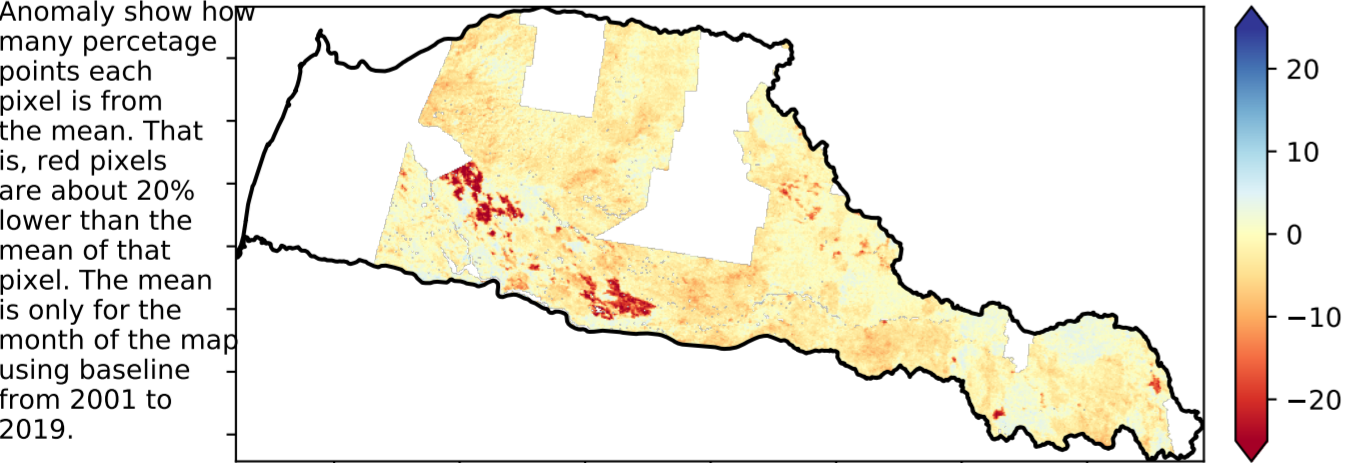 Anomaly show how
many percetage
points each
pixel is from
the mean. That
is, red pixels
are about 20%
lower than the
mean of that
pixel. The mean
is only for the
month of the map
using baseline
from 2001 to
2019.
20
10
0
−10
−20